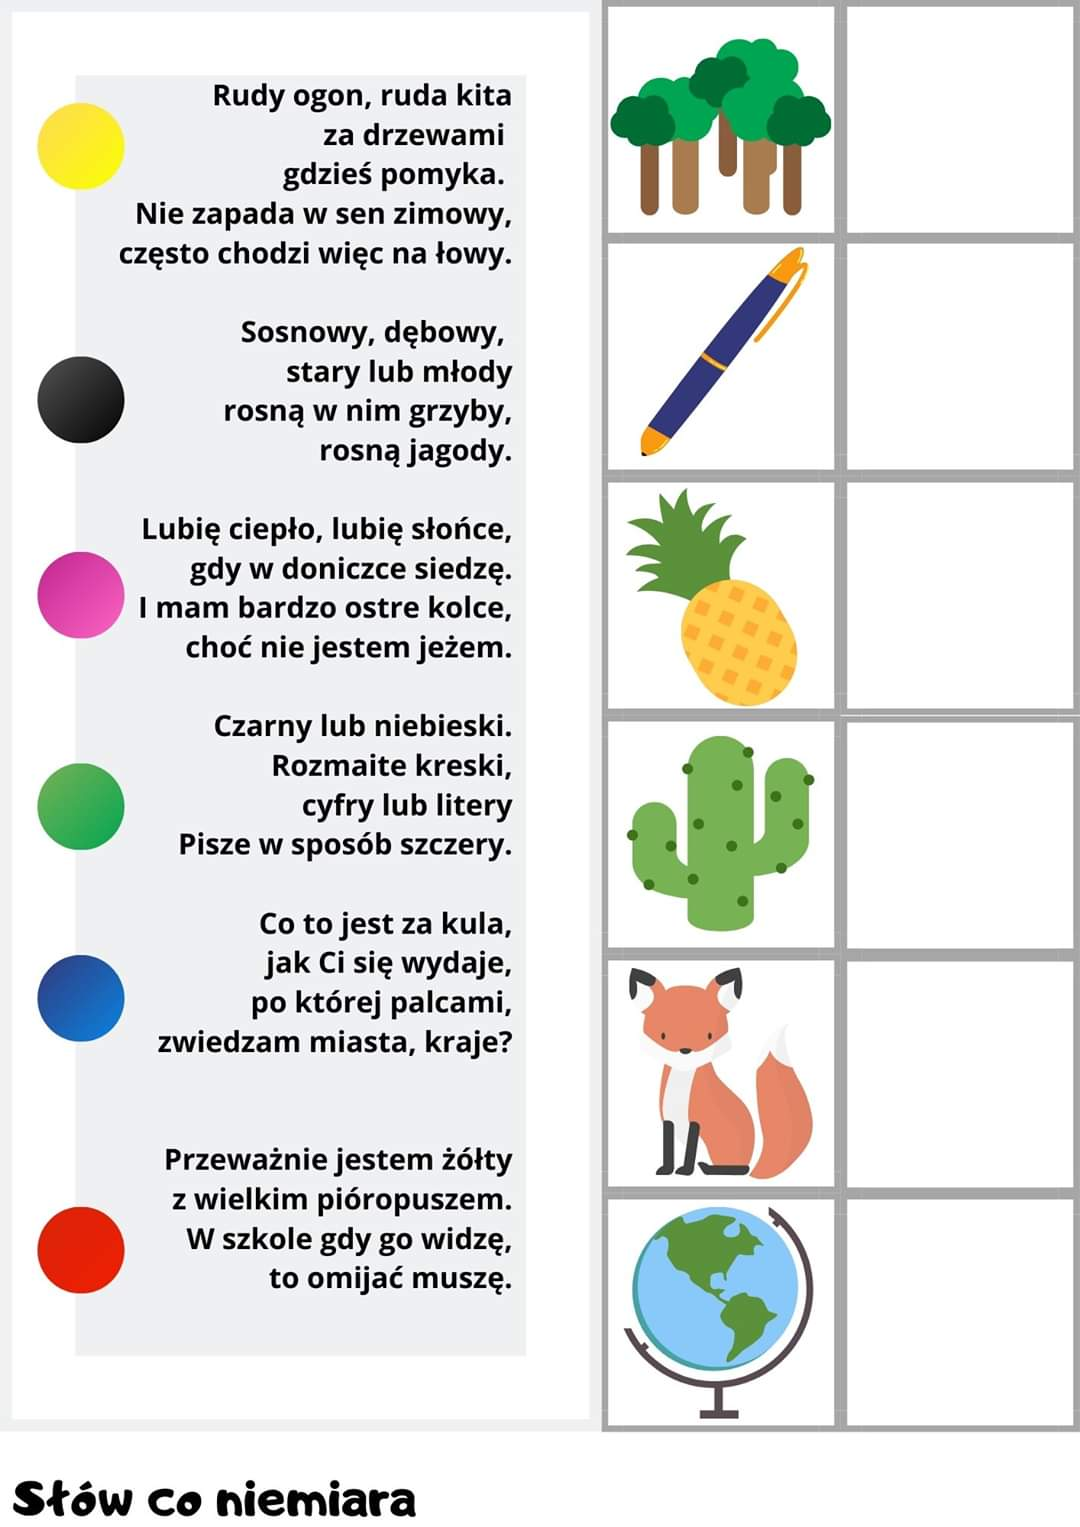 Rudy ogon, ruda kita
za drzewami
gdzieś pomyka.
Nie zapada w sen zimowy,
często chodzi więc na łowy.
Sosnowy, dębowy,
stary lub młody
rosną w nim grzyby,
rosną jagody.
Lubię ciepło, lubię słońce,
gdy w doniczce siedzę.
I mam bardzo ostre kolce,
choć nie jestem jeżem.
Czarny lub niebieski.
Rozmaite kreski,
cyfry lub litery
Pisze w sposób szczery.
Co to jest za kula,
jak Ci się wydaje,
po której palcami,
zwiedzam miasta, kraje?
Przeważnie jestem żółty
z wielkim pióropuszem.
W szkole gdy go widzę,
to omijać muszę.
Słów co niemiara